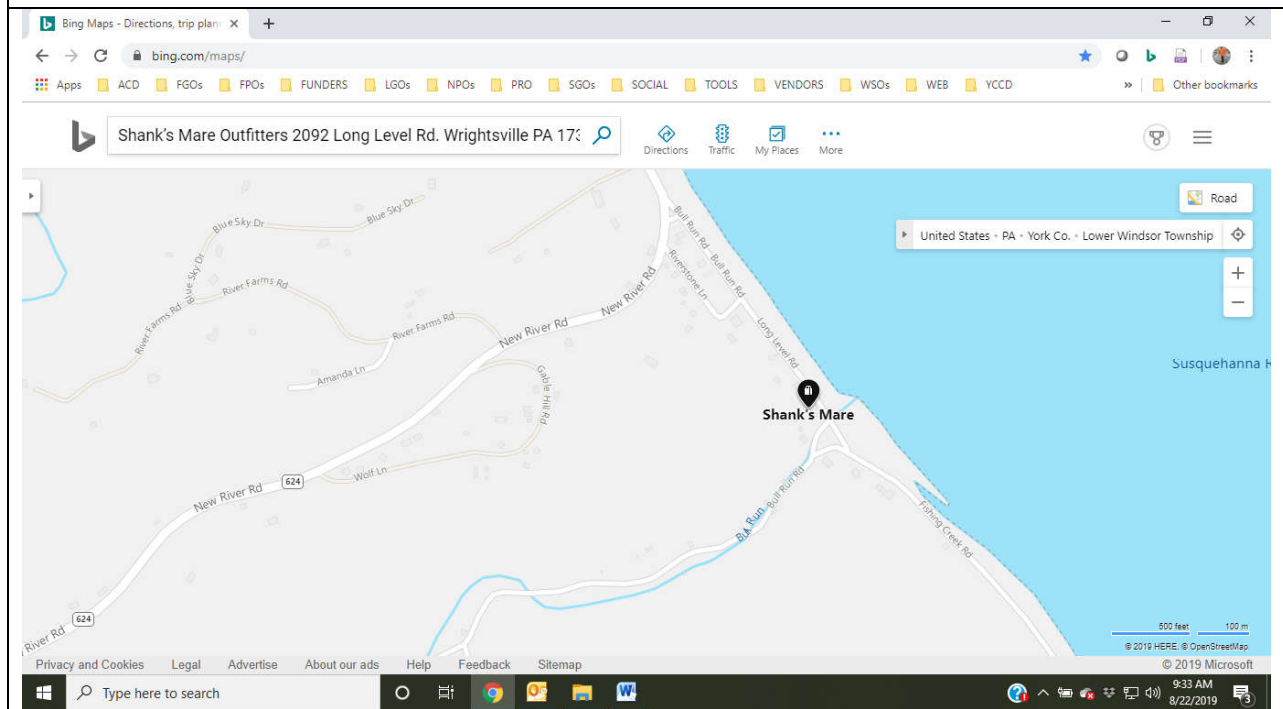 Bing Maps - Directions, trip plan
bing.com/maps/
Apps ACD FGOs FPOs FUNDERS LGOs NPOs PRO SGOs SOCIAL TOOLS VENDORS WSOs WEB YCCD » Other bookmarks
Shank's Mare Outfitters 2092 Long Level Rd. Wrightsville PA 173
Directions Traffic My Places More
Road
United States · PA · York Co. · Lower Windsor Township
Blue Sky Dr
Blue Sky Dr
Blue Sky Dr
Bull Run Rd
Bull Run Rd
Riverstone Ln
River Farms Rd
River Farms Rd
River Farms Rd
New River Rd
New River Rd
Long Level Rd
Amanda Ln
Gable Hill Rd
Susquehanna R
Shank's Mare
Wolf Ln
624
New River Rd
Bull Run Rd
Run
Fishing Creek Rd
624
River Rd
500 feet 100 m
© 2019 HERE, © OpenStreetMap
Privacy and Cookies Legal Advertise About our ads Help Feedback Sitemap © 2019 Microsoft
Type here to search
9:33 AM
8/22/2019
3